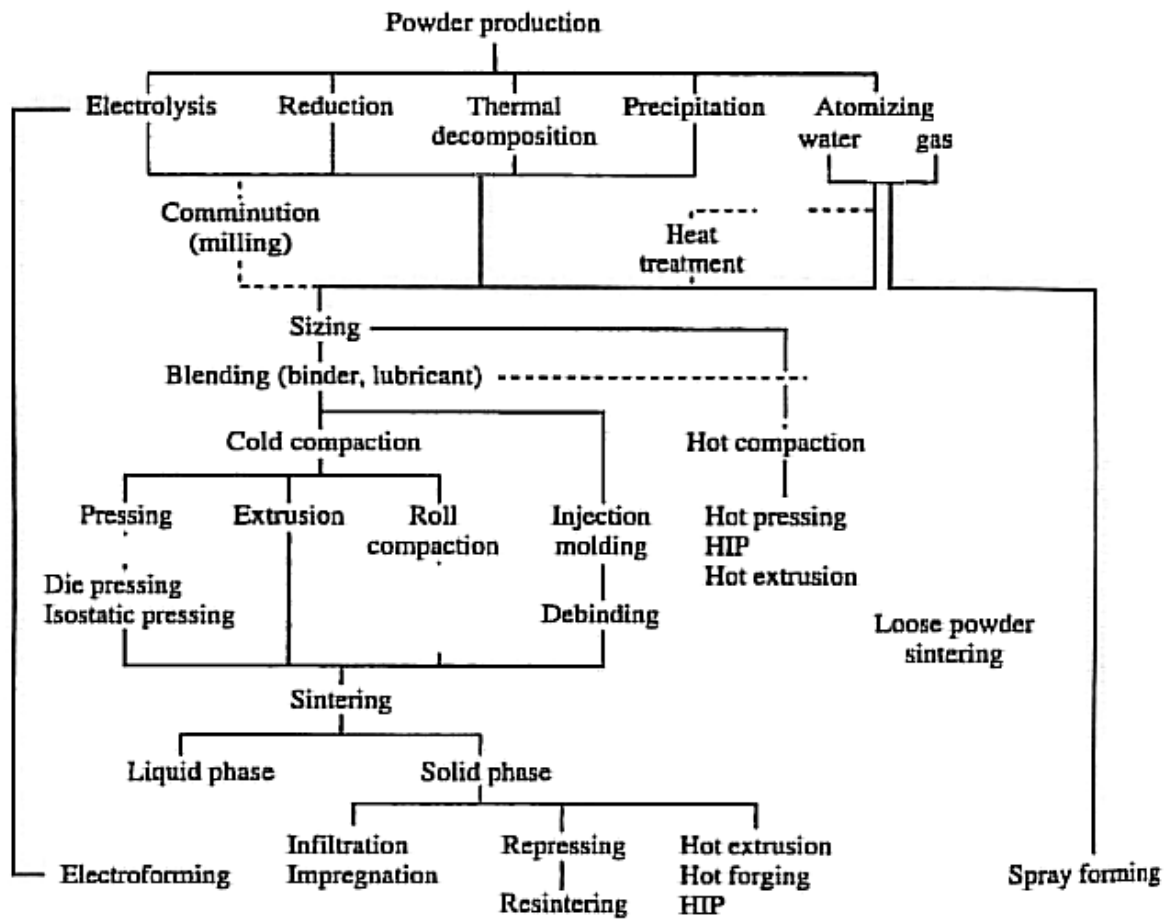 Powder production
Electrolysis
Reduction
Thermal
decomposition
Precipitation
Atomizing
water gas
Comminution
(milling)
Heat
treatment
Sizing
Blending (binder, lubricant)
Cold compaction
Hot compaction
Pressing
Extrusion
Roll
compaction
Injection
molding
Hot pressing
HIP
Hot extrusion
Die pressing
Isostatic pressing
Debinding
Loose powder
sintering
Sintering
Liquid phase
Solid phase
Infiltration
Impregnation
Repressing
Resintering
Hot extrusion
Hot forging
HIP
Electroforming
Spray forming